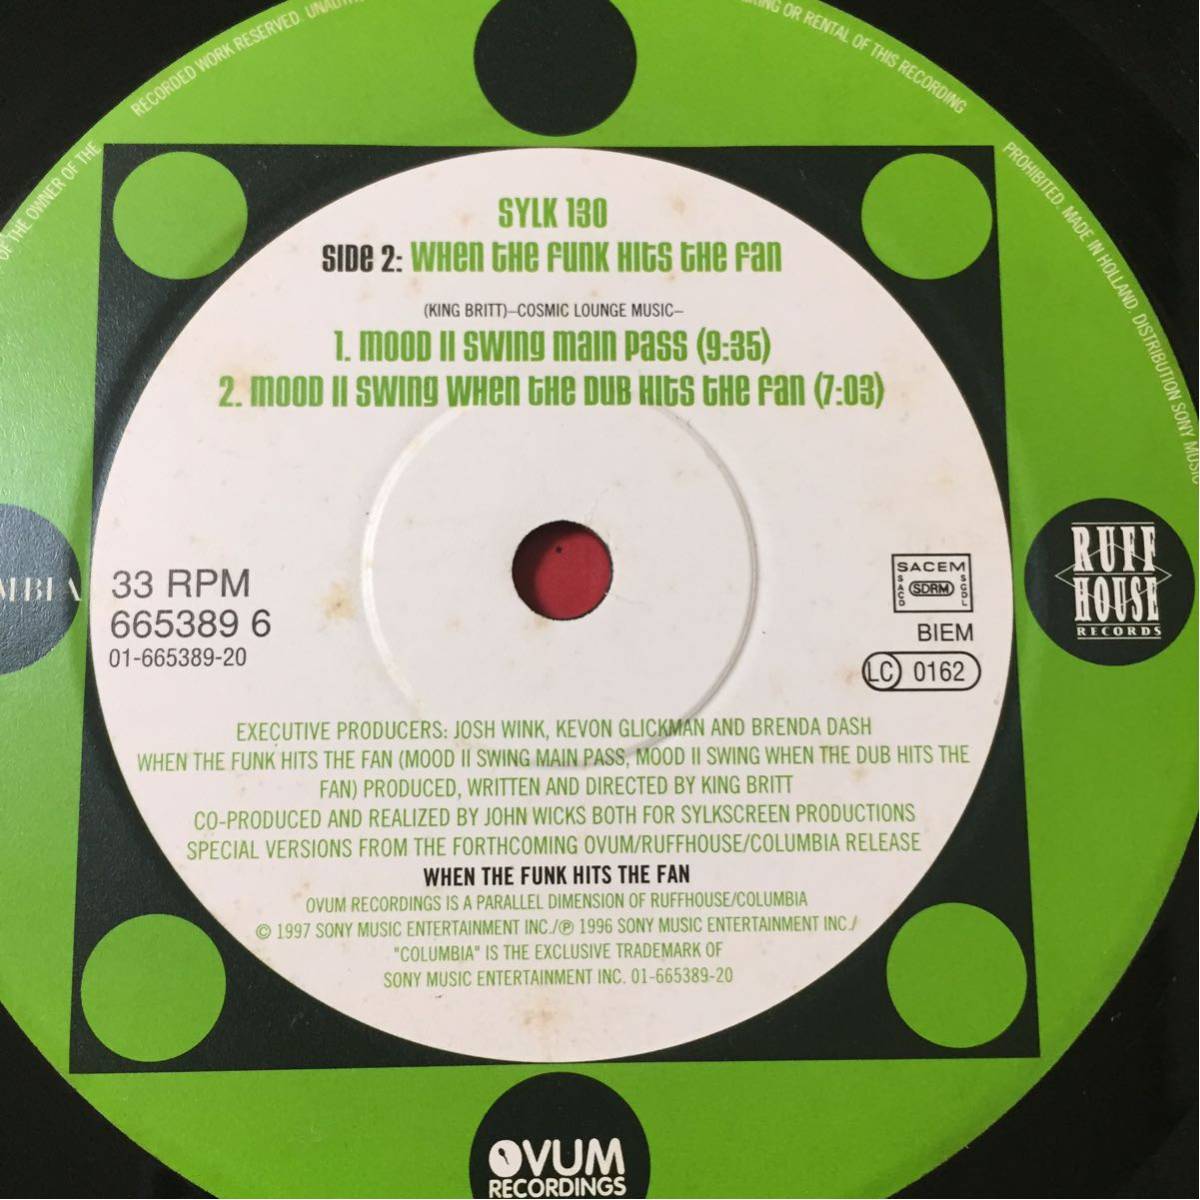 OF THE OWNER OF THE
RECORDED WORK RESERVED.
OR RENTAL OF THIS RECORDING
PROHIBITED. MADE IN HOLLAND. DISTRIBUTION SONY MUSIC
SYLK 130
SIDE 2: WHEN THE FUNK HITS THE FAN
(KING BRITT)–COSMIC LOUNGE MUSIC–
1. MOOD II SWING MAIN PASS (9:35)
2. MOOD II SWING WHEN THE DUB HITS THE FAN (7:03)
33 RPM
665389 6
01-665389-20
SACEM
SACD
SDRM
SGDL
BIEM
LC 0162
RUFF
HOUSE
RECORDS
EXECUTIVE PRODUCERS: JOSH WINK, KEVON GLICKMAN AND BRENDA DASH
WHEN THE FUNK HITS THE FAN (MOOD II SWING MAIN PASS, MOOD II SWING WHEN THE DUB HITS THE
FAN) PRODUCED, WRITTEN AND DIRECTED BY KING BRITT
CO-PRODUCED AND REALIZED BY JOHN WICKS BOTH FOR SYLKSCREEN PRODUCTIONS
SPECIAL VERSIONS FROM THE FORTHCOMING OVUM/RUFFHOUSE/COLUMBIA RELEASE
WHEN THE FUNK HITS THE FAN
OVUM RECORDINGS IS A PARALLEL DIMENSION OF RUFFHOUSE/COLUMBIA
© 1997 SONY MUSIC ENTERTAINMENT INC./℗ 1996 SONY MUSIC ENTERTAINMENT INC./
"COLUMBIA" IS THE EXCLUSIVE TRADEMARK OF
SONY MUSIC ENTERTAINMENT INC. 01-665389-20
OVUM
RECORDINGS